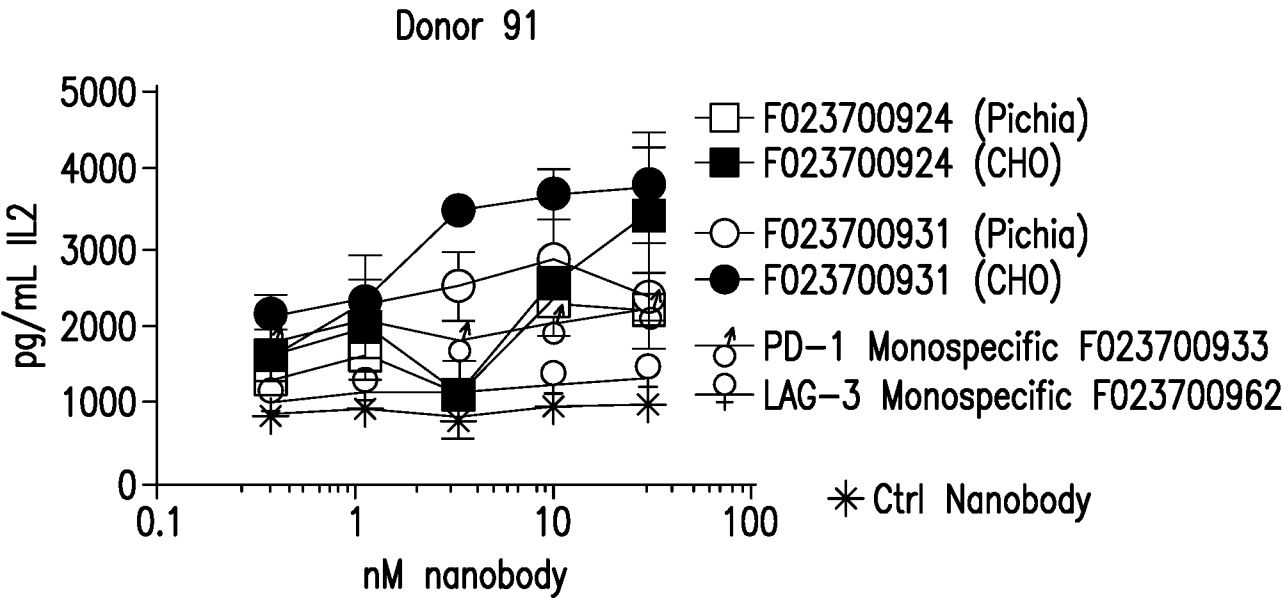 Donor 91
pg/mL IL2
5000
4000
3000
2000
1000
0
0.1
1
10
100
nM nanobody
F023700924 (Pichia)
F023700924 (CHO)
F023700931 (Pichia)
F023700931 (CHO)
PD-1 Monospecific F023700933
LAG-3 Monospecific F023700962
Ctrl Nanobody